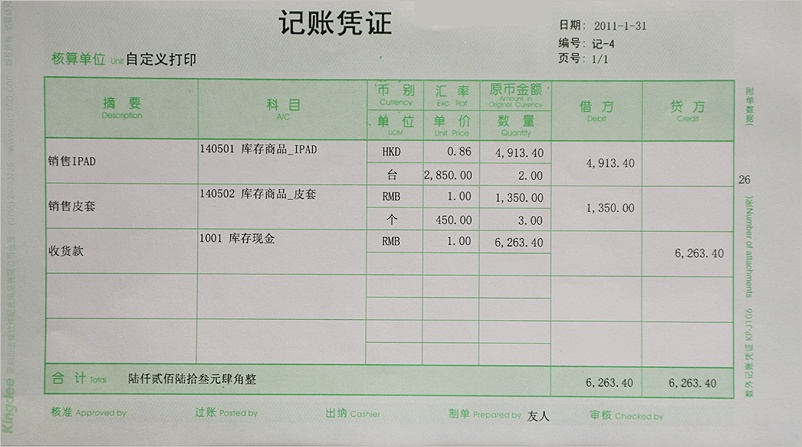 记账凭证
日期: 2011-1-31
编号: 记-4
页号: 1/1
核算单位 Unit 自定义打印
摘 要 Description 科 目 A/C 币 别 Currency 汇 率 Exc. Rat 原币金额 Amount in Original Currency 借 方 Debit 贷 方 Credit
单 位 UOM 单 价 Unit Price 数 量 Quantity
销售IPAD 140501 库存商品_IPAD HKD 0.86 4,913.40 4,913.40
台 2,850.00 2.00
销售皮套 140502 库存商品_皮套 RMB 1.00 1,350.00 1,350.00
个 450.00 3.00
收货款 1001 库存现金 RMB 1.00 6,263.40 6,263.40
合 计 Total 陆仟贰佰陆拾叁元肆角整 6,263.40 6,263.40
核准 Approved by 过账 Posted by 出纳 Cashier 制单 Prepared by 友人 审核 Checked by
附单数据
26
(Number of attachments)
KP-J106
Kingdee